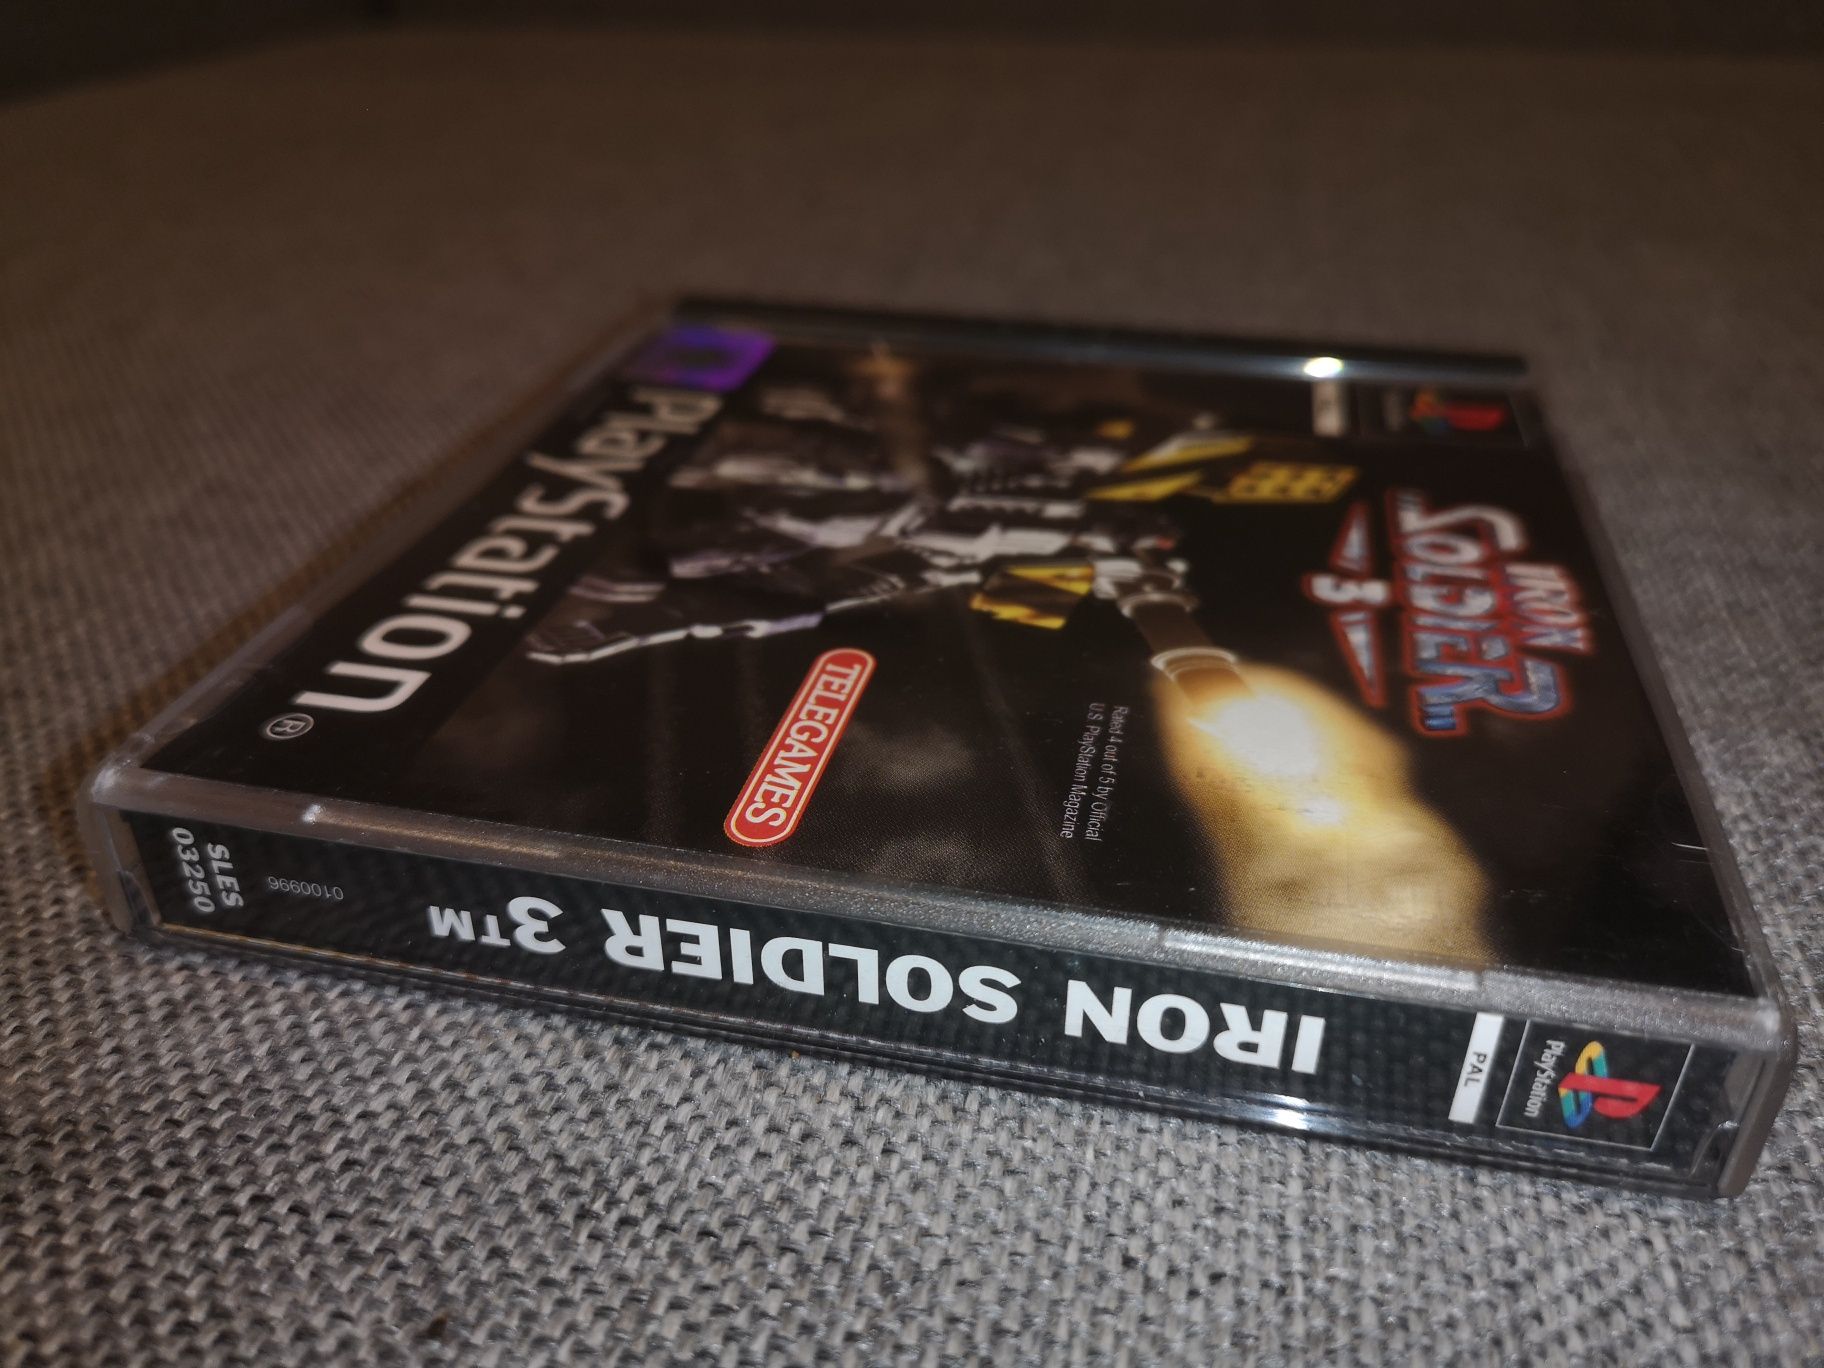 PlayStation®
IRON
SOLDIER
3
Rated 4 out of 5 by Official
U.S. PlayStation Magazine
TELEGAMES
PlayStation
PAL
IRON SOLDIER 3™
0100996
SLES
03250